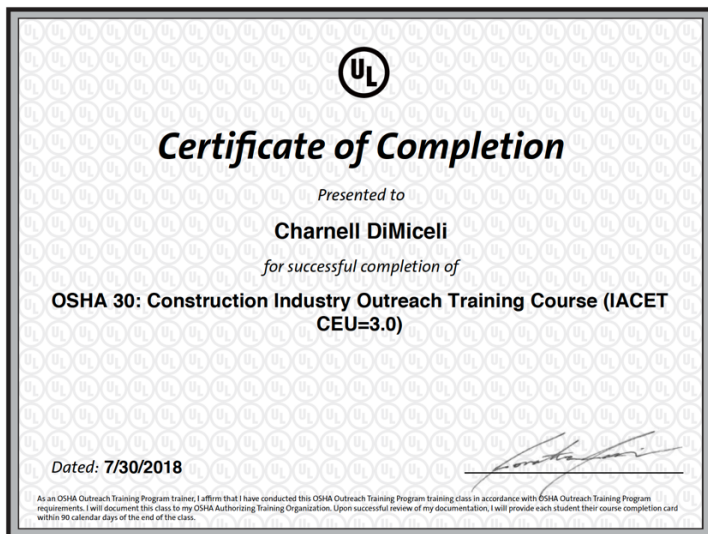 UL
Certificate of Completion
Presented to
Charnell DiMiceli
for successful completion of
OSHA 30: Construction Industry Outreach Training Course (IACET
CEU=3.0)
Dated: 7/30/2018
As an OSHA Outreach Training Program trainer, I affirm that I have conducted this OSHA Outreach Training Program training class in accordance with OSHA Outreach Training Program
requirements. I will document this class to my OSHA Authorizing Training Organization. Upon successful review of my documentation, I will provide each student their course completion card
within 90 calendar days of the end of the class.